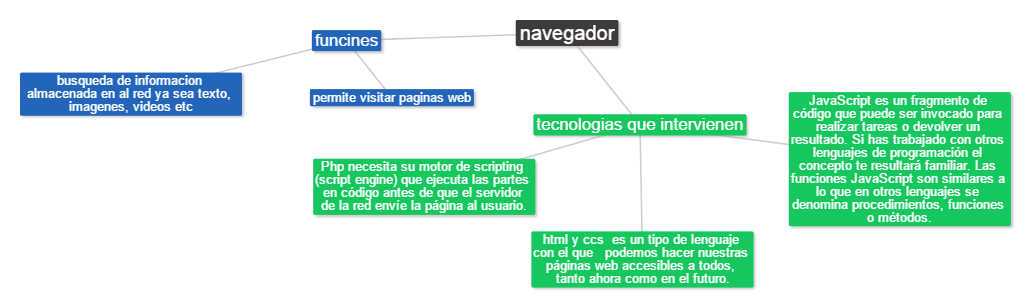 navegador
funcines
busqueda de informacion
almacenada en al red ya sea texto,
imagenes, videos etc
permite visitar paginas web
tecnologias que intervienen
Php necesita su motor de scripting
(script engine) que ejecuta las partes
en código antes de que el servidor
de la red envíe la página al usuario.
html y ccs es un tipo de lenguaje
con el que podemos hacer nuestras
páginas web accesibles a todos,
tanto ahora como en el futuro.
JavaScript es un fragmento de
código que puede ser invocado para
realizar tareas o devolver un
resultado. Si has trabajado con otros
lenguajes de programación el
concepto te resultará familiar. Las
funciones JavaScript son similares a
lo que en otros lenguajes se
denomina procedimientos, funciones
o métodos.